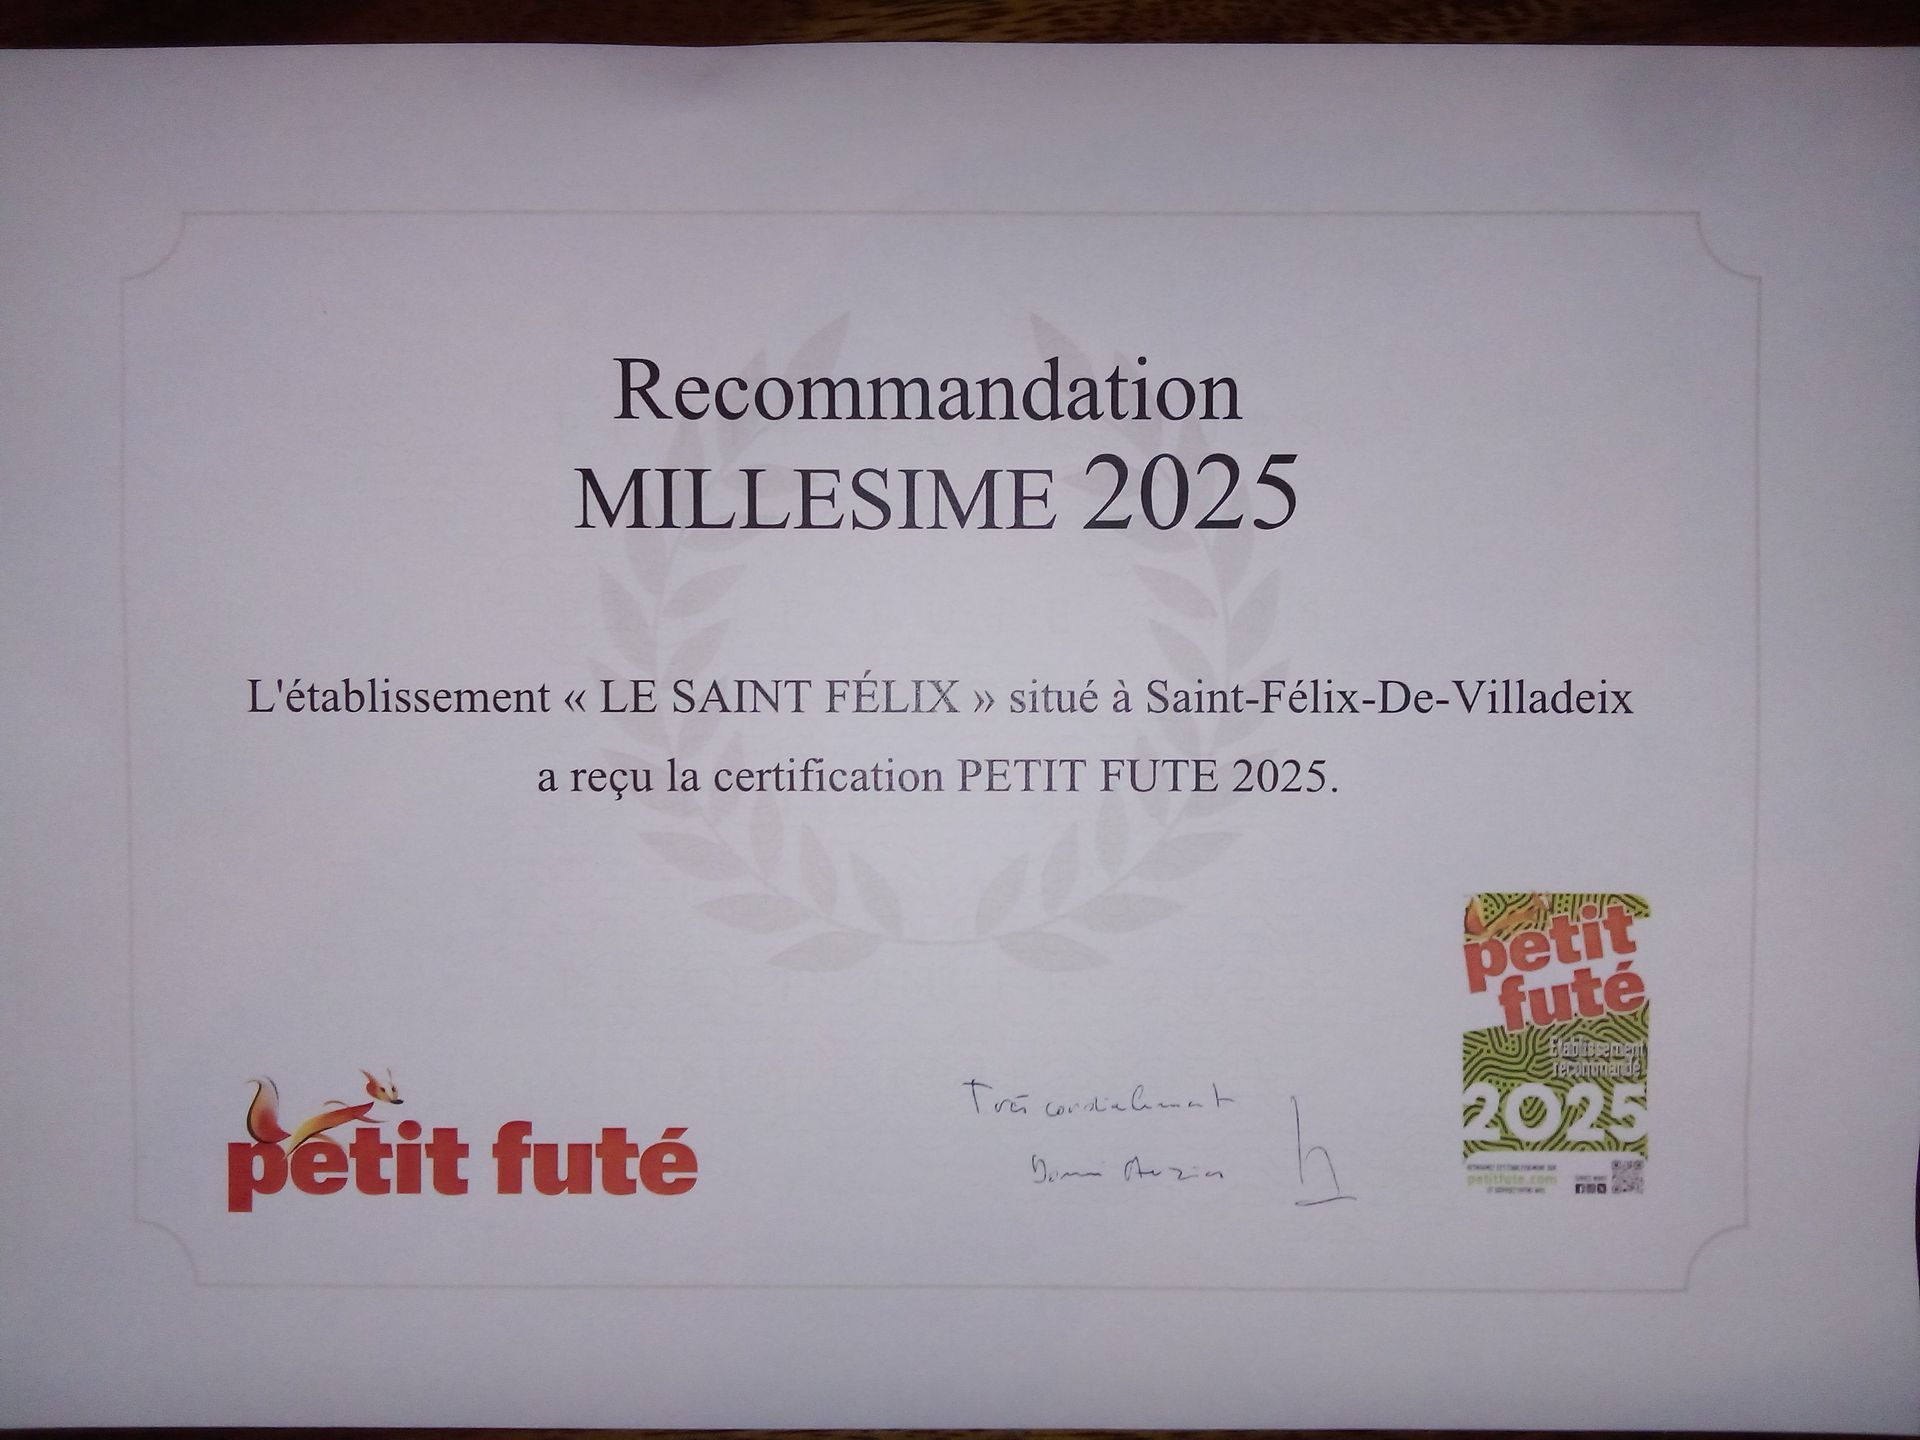 Recommandation
MILLESIME 2025
L'établissement « LE SAINT FÉLIX » situé à Saint-Félix-De-Villadeix
a reçu la certification PETIT FUTE 2025.
petit futé
Très cordialement
petit
futé
Etablissement
recommandé
2025
petitfute.com